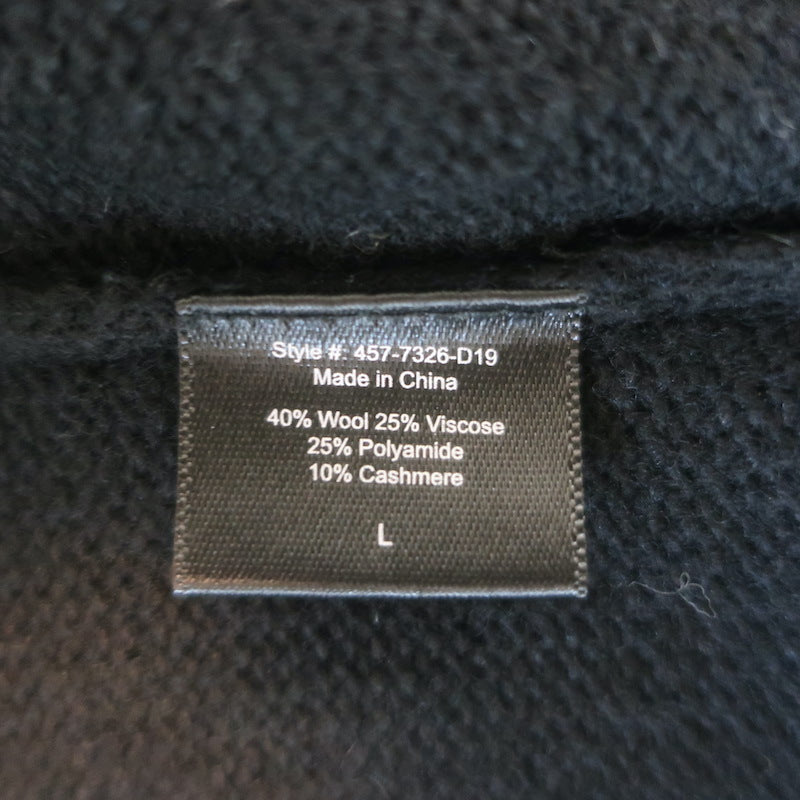 Style #: 457-7326-D19
Made in China
40% Wool 25% Viscose
25% Polyamide
10% Cashmere
L